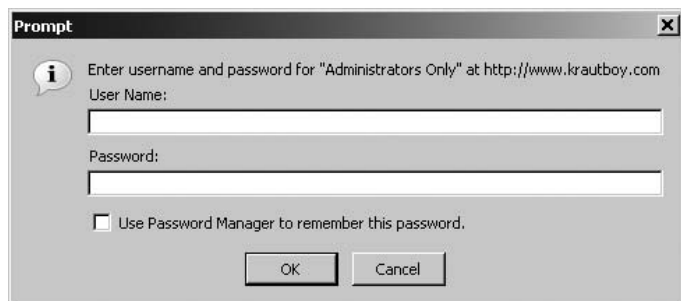 Prompt
Enter username and password for "Administrators Only" at http://www.krautboy.com
User Name:
Password:
Use Password Manager to remember this password.
OK
Cancel